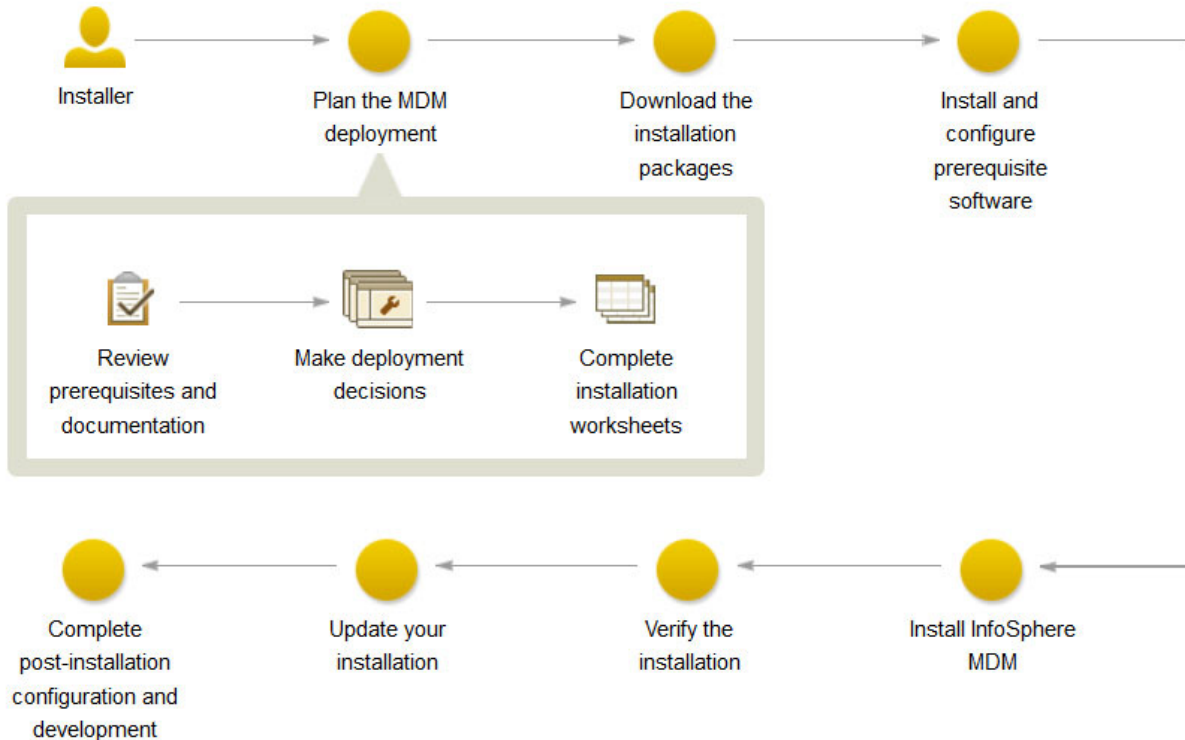 Installer
Plan the MDM
deployment
Download the
installation
packages
Install and
configure
prerequisite
software
Review
prerequisites and
documentation
Make deployment
decisions
Complete
installation
worksheets
Install InfoSphere
MDM
Verify the
installation
Update your
installation
Complete
post-installation
configuration and
development